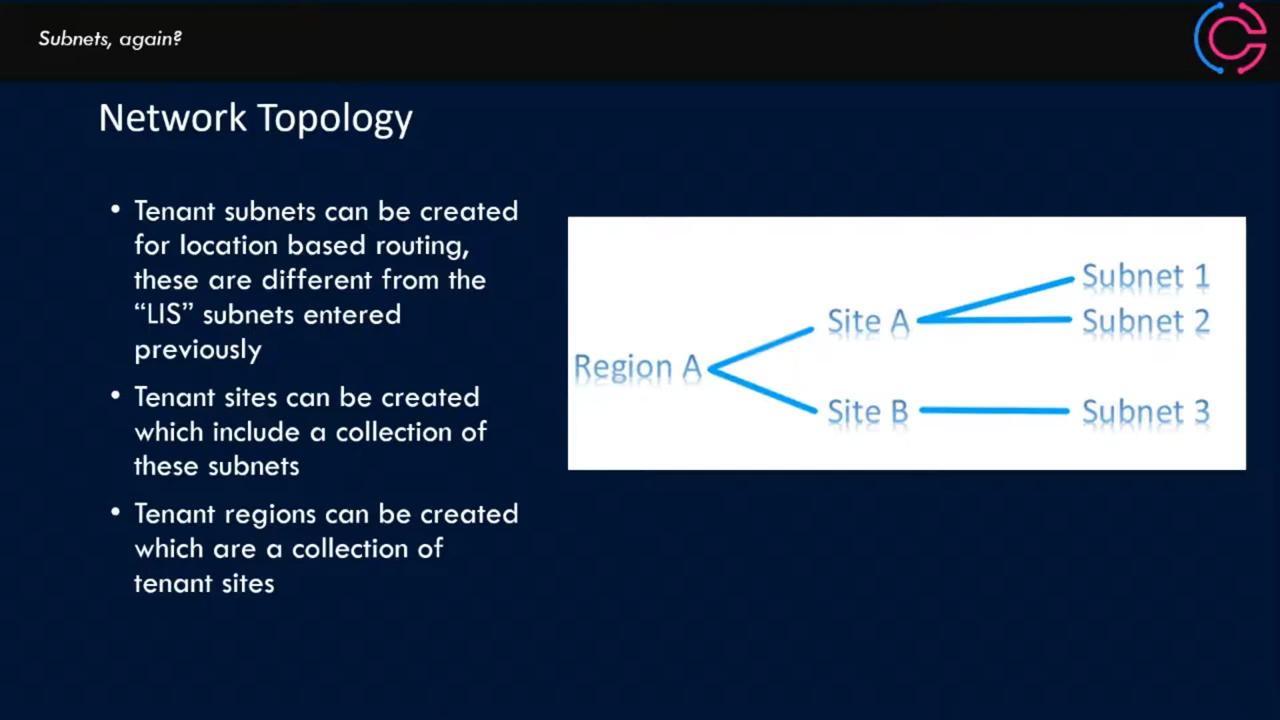 Subnets, again?
Network Topology
• Tenant subnets can be created
for location based routing,
these are different from the
“LIS” subnets entered
previously
• Tenant sites can be created
which include a collection of
these subnets
• Tenant regions can be created
which are a collection of
tenant sites
Region A
Site A
Subnet 1
Subnet 2
Site B
Subnet 3